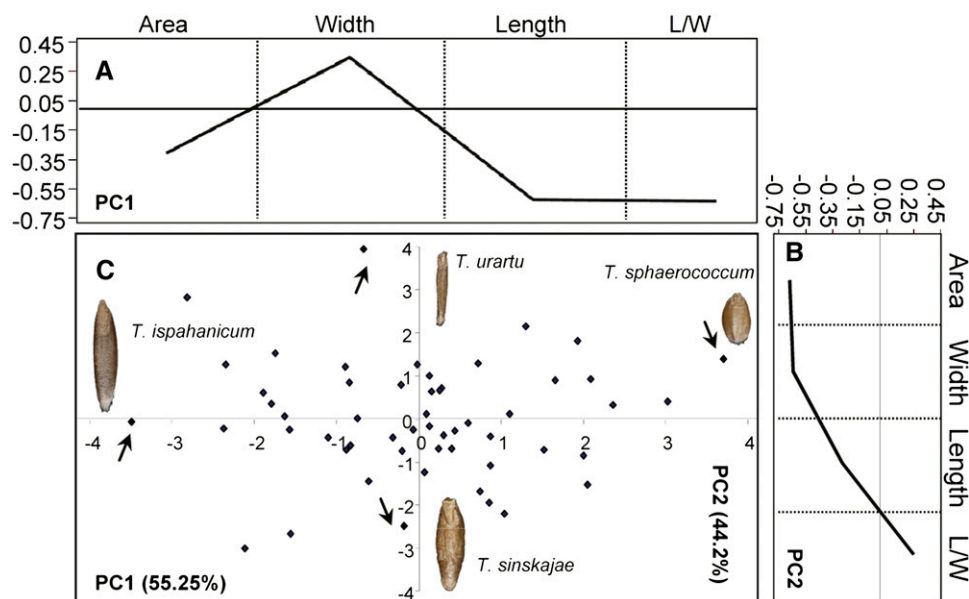 Area Width Length L/W
0.45
0.25
0.05
-0.15
-0.35
-0.55
-0.75
A
PC1
-0.75 -0.55 -0.35 -0.15 0.05 0.25 0.45
B
Area
Width
Length
L/W
PC2
C
T. ispahanicum
T. urartu
T. sphaerococcum
T. sinskajae
4
3
2
1
0
-1
-2
-3
-4
-4 -3 -2 -1 0 1 2 3 4
PC1 (55.25%)
PC2 (44.2%)